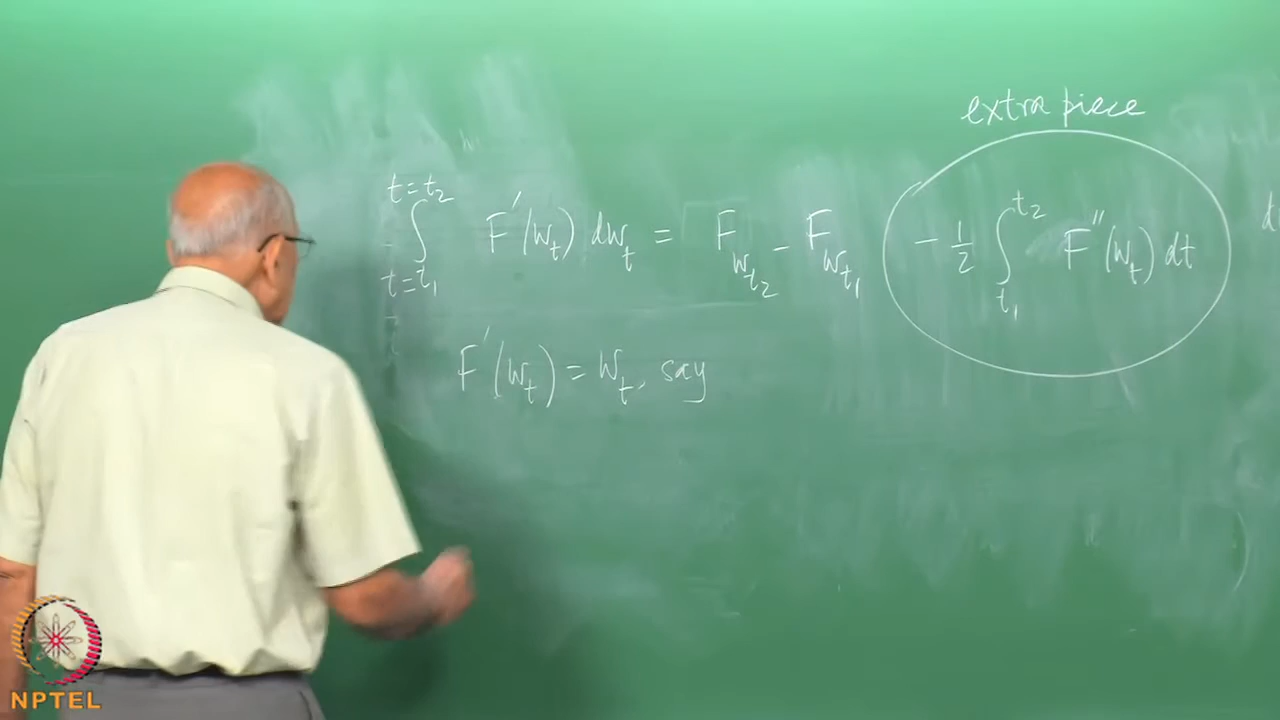 extra piece
∫_{t=t₁}^{t=t₂} F′(W_t) dW_t = F_{W_{t₂}} − F_{W_{t₁}} − ½ ∫_{t₁}^{t₂} F″(W_t) dt
F′(W_t) = W_t, say
NPTEL